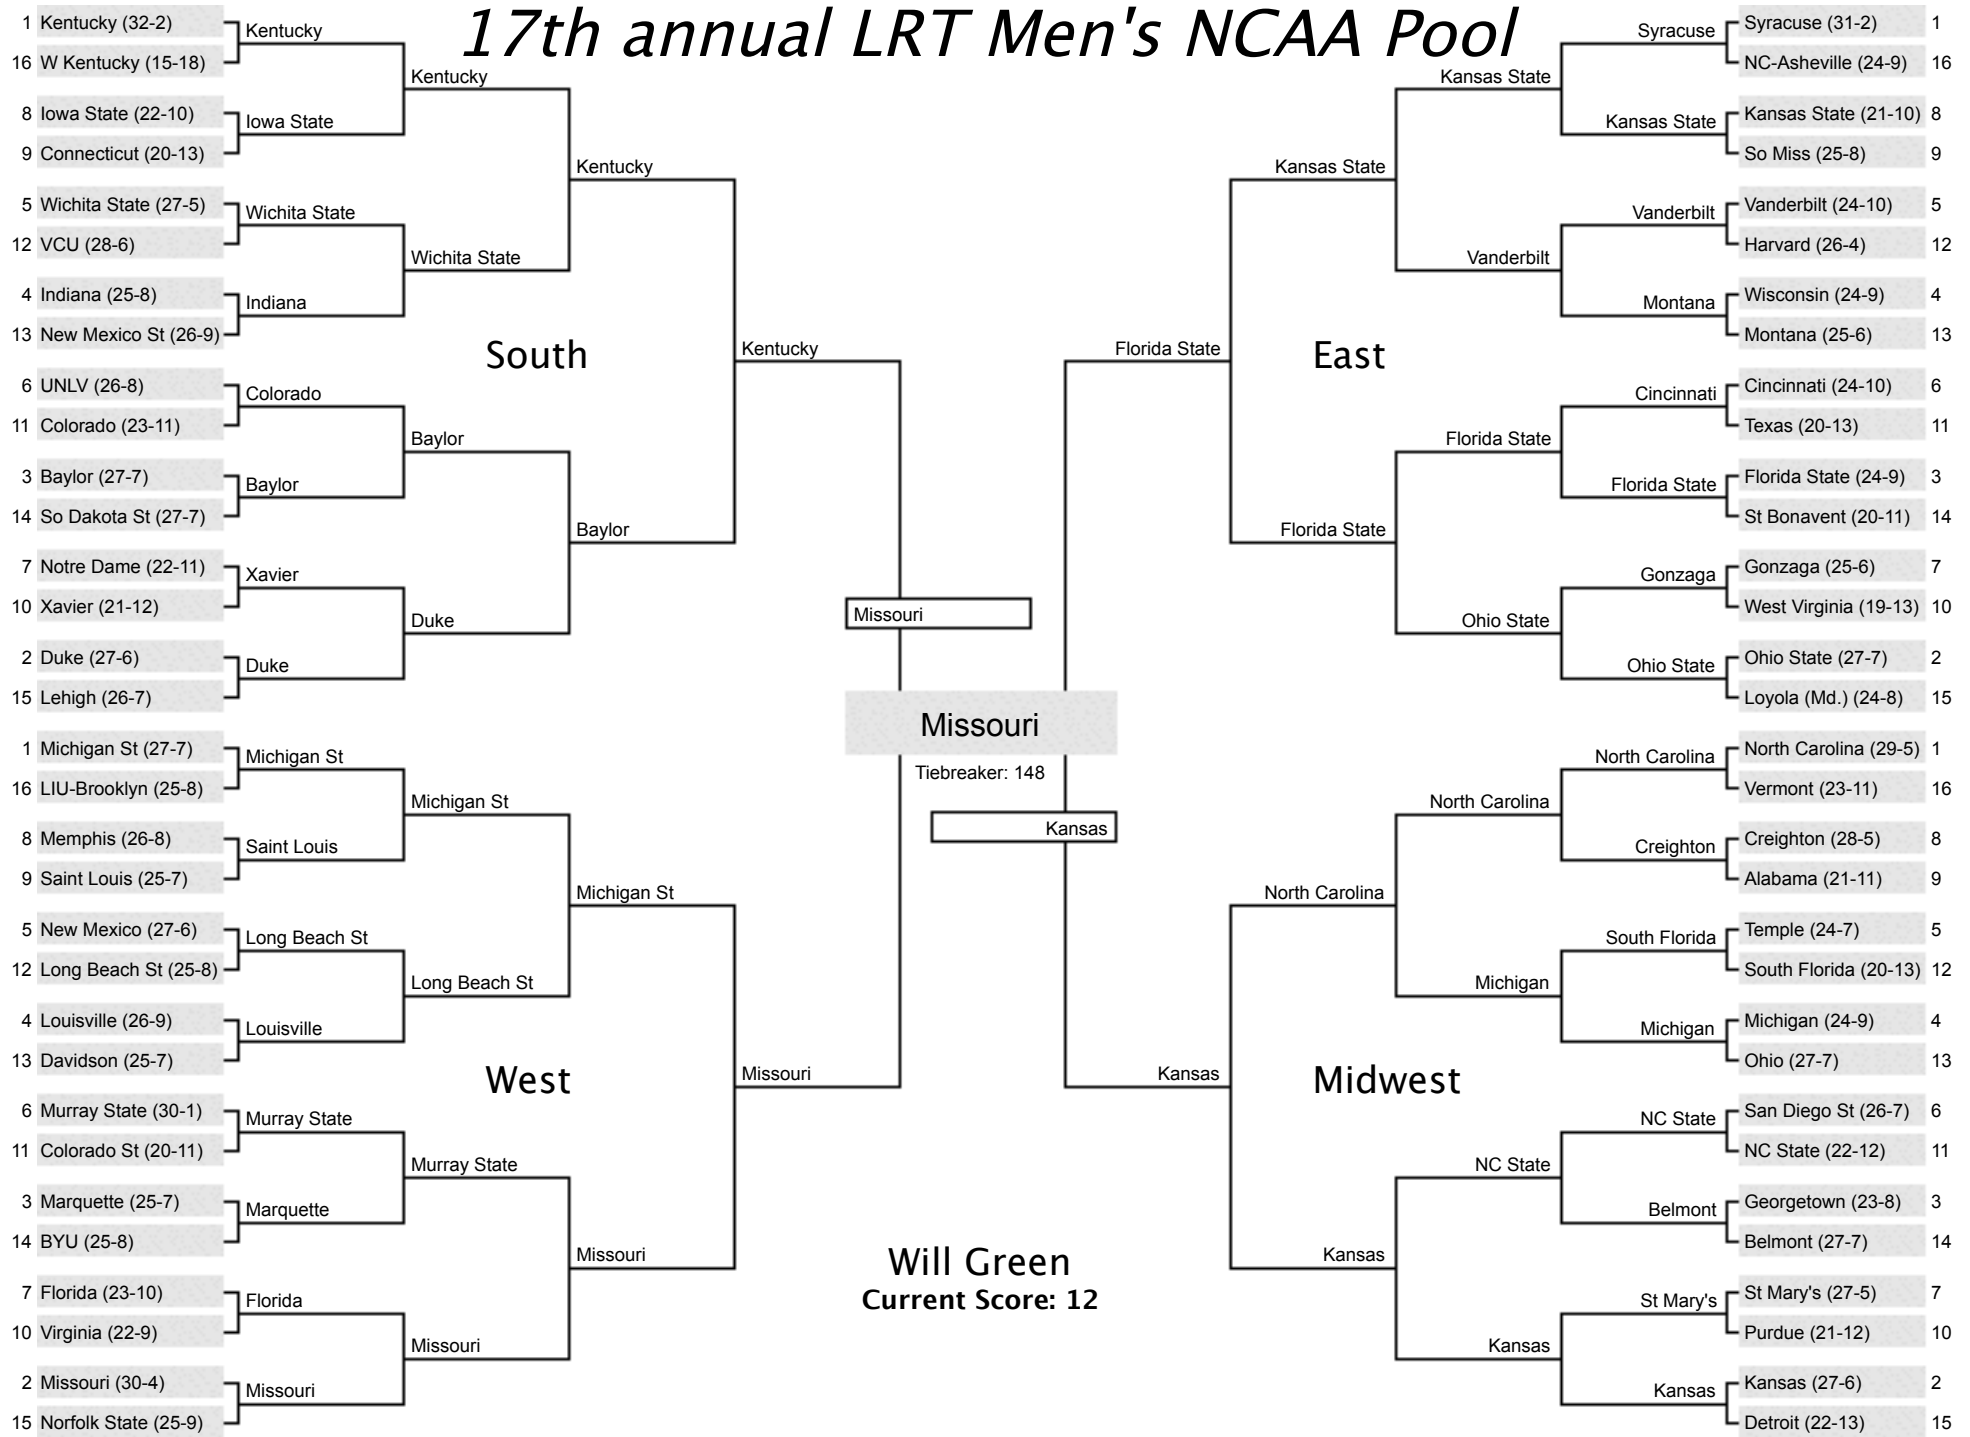 17th annual LRT Men's NCAA Pool
1 Kentucky (32-2)
16 W Kentucky (15-18)
8 Iowa State (22-10)
9 Connecticut (20-13)
5 Wichita State (27-5)
12 VCU (28-6)
4 Indiana (25-8)
13 New Mexico St (26-9)
6 UNLV (26-8)
11 Colorado (23-11)
3 Baylor (27-7)
14 So Dakota St (27-7)
7 Notre Dame (22-11)
10 Xavier (21-12)
2 Duke (27-6)
15 Lehigh (26-7)
Kentucky
Iowa State
Wichita State
Indiana
Colorado
Baylor
Xavier
Duke
Kentucky
Wichita State
Baylor
Duke
Kentucky
Baylor
South
Kentucky
1 Michigan St (27-7)
16 LIU-Brooklyn (25-8)
8 Memphis (26-8)
9 Saint Louis (25-7)
5 New Mexico (27-6)
12 Long Beach St (25-8)
4 Louisville (26-9)
13 Davidson (25-7)
6 Murray State (30-1)
11 Colorado St (20-11)
3 Marquette (25-7)
14 BYU (25-8)
7 Florida (23-10)
10 Virginia (22-9)
2 Missouri (30-4)
15 Norfolk State (25-9)
Michigan St
Saint Louis
Long Beach St
Louisville
Murray State
Marquette
Florida
Missouri
Michigan St
Long Beach St
Murray State
Missouri
Michigan St
Missouri
West
Missouri
Missouri
Missouri
Tiebreaker: 148
Kansas
Will Green
Current Score: 12
Florida State
East
Kansas State
Florida State
Kansas State
Vanderbilt
Florida State
Ohio State
Syracuse
Kansas State
Vanderbilt
Montana
Cincinnati
Florida State
Gonzaga
Ohio State
Syracuse (31-2) 1
NC-Asheville (24-9) 16
Kansas State (21-10) 8
So Miss (25-8) 9
Vanderbilt (24-10) 5
Harvard (26-4) 12
Wisconsin (24-9) 4
Montana (25-6) 13
Cincinnati (24-10) 6
Texas (20-13) 11
Florida State (24-9) 3
St Bonavent (20-11) 14
Gonzaga (25-6) 7
West Virginia (19-13) 10
Ohio State (27-7) 2
Loyola (Md.) (24-8) 15
Kansas
Midwest
North Carolina
Kansas
North Carolina
Michigan
NC State
Kansas
North Carolina
Creighton
South Florida
Michigan
NC State
Belmont
St Mary's
Kansas
North Carolina (29-5) 1
Vermont (23-11) 16
Creighton (28-5) 8
Alabama (21-11) 9
Temple (24-7) 5
South Florida (20-13) 12
Michigan (24-9) 4
Ohio (27-7) 13
San Diego St (26-7) 6
NC State (22-12) 11
Georgetown (23-8) 3
Belmont (27-7) 14
St Mary's (27-5) 7
Purdue (21-12) 10
Kansas (27-6) 2
Detroit (22-13) 15